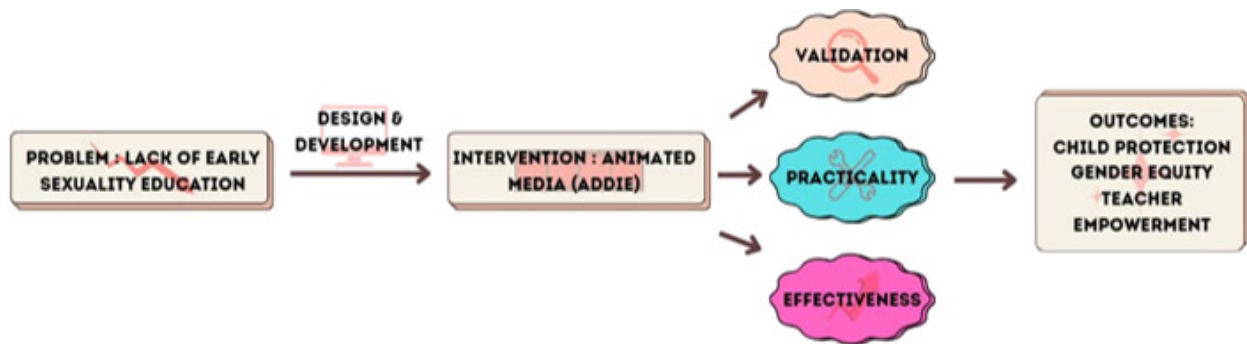 PROBLEM : LACK OF EARLY
SEXUALITY EDUCATION
DESIGN &
DEVELOPMENT
INTERVENTION : ANIMATED
MEDIA (ADDIE)
VALIDATION
PRACTICALITY
EFFECTIVENESS
OUTCOMES:
CHILD PROTECTION
GENDER EQUITY
TEACHER
EMPOWERMENT